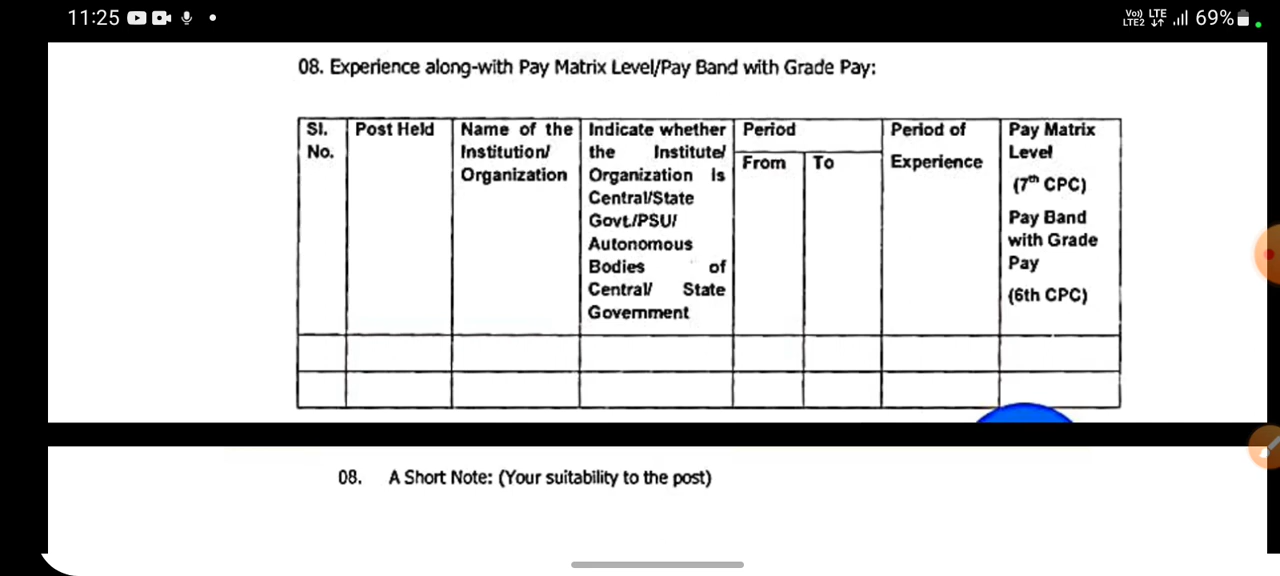 11:25
Vo) LTE
LTE2
69%
08. Experience along-with Pay Matrix Level/Pay Band with Grade Pay:
Sl. No.
Post Held
Name of the
Institution/
Organization
Indicate whether
the Institute/
Organization is
Central/State
Govt./PSU/
Autonomous
Bodies of
Central/ State
Government
Period
From
To
Period of
Experience
Pay Matrix
Level
(7th CPC)
Pay Band
with Grade
Pay
(6th CPC)
08. A Short Note: (Your suitability to the post)